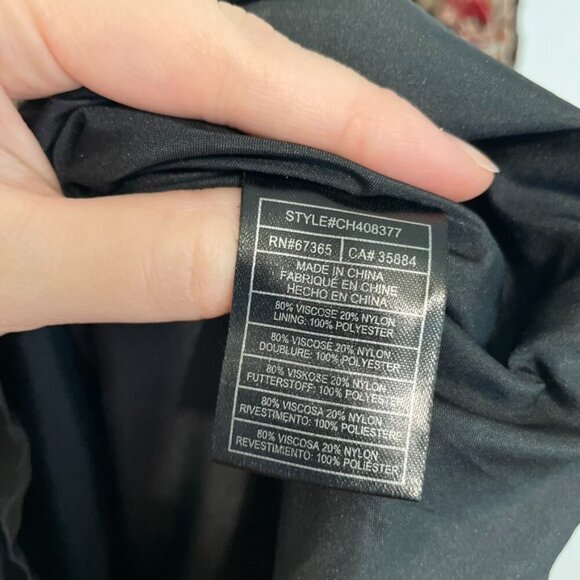 STYLE#CH408377
RN#67365 CA# 35884
MADE IN CHINA
FABRIQUÉ EN CHINE
HECHO EN CHINA
80% VISCOSE 20% NYLON
LINING: 100% POLYESTER
80% VISCOSE 20% NYLON
DOUBLURE: 100% POLYESTER
80% VISKOSE 20% NYLON
FUTTERSTOFF: 100% POLYESTER
80% VISCOSA 20% NYLON
RIVESTIMENTO: 100% POLYESTER
80% VISCOSA 20% NYLON
REVESTIMENTO: 100% POLYESTER